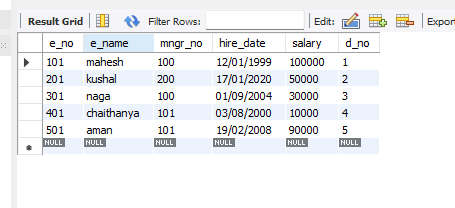 Result Grid Filter Rows: Edit: Export
e_no e_name mngr_no hire_date salary d_no
101 mahesh 100 12/01/1999 100000 1
201 kushal 200 17/01/2020 50000 2
301 naga 100 01/09/2004 30000 3
401 chaithanya 101 03/08/2000 10000 4
501 aman 101 19/02/2008 90000 5
NULL NULL NULL NULL NULL NULL